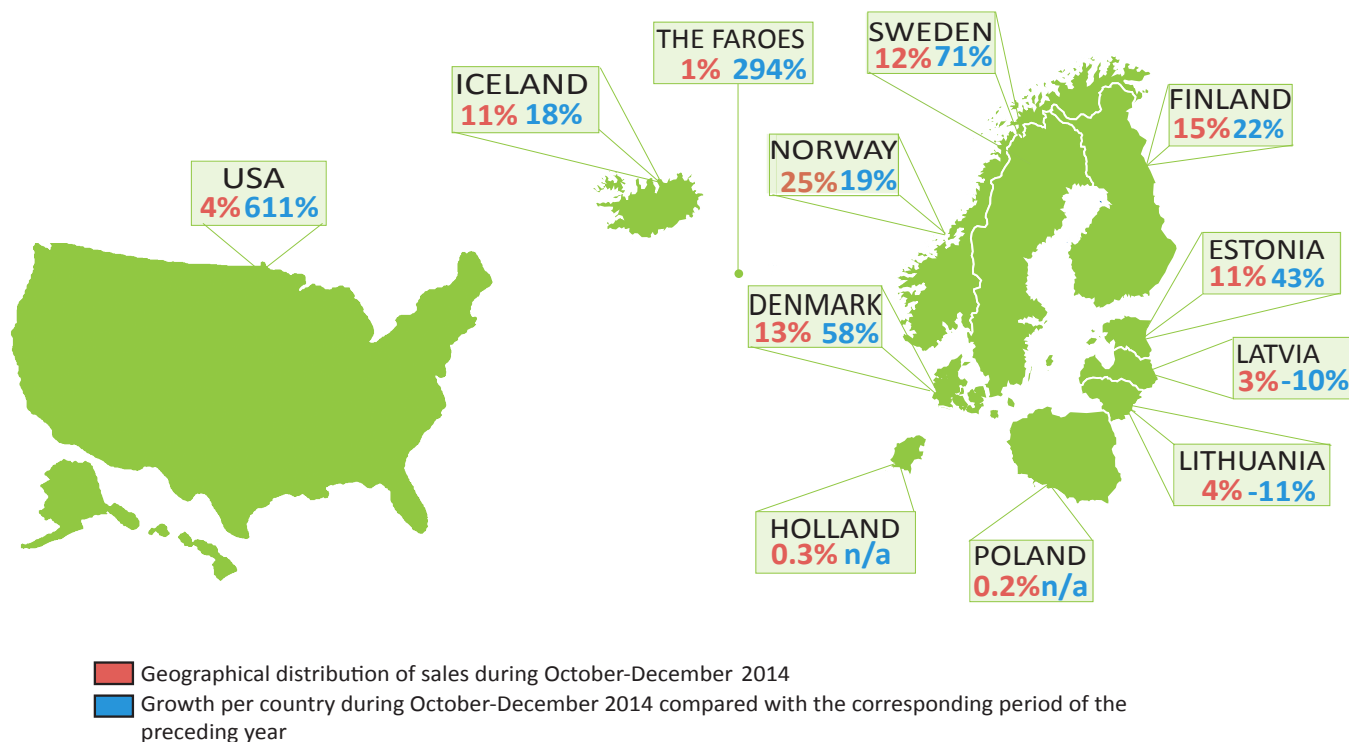 THE FAROES
1% 294%
SWEDEN
12% 71%
ICELAND
11% 18%
FINLAND
15% 22%
NORWAY
25% 19%
USA
4% 611%
ESTONIA
11% 43%
DENMARK
13% 58%
LATVIA
3% -10%
LITHUANIA
4% -11%
HOLLAND
0.3% n/a
POLAND
0.2% n/a
Geographical distribution of sales during October-December 2014
Growth per country during October-December 2014 compared with the corresponding period of the
preceding year